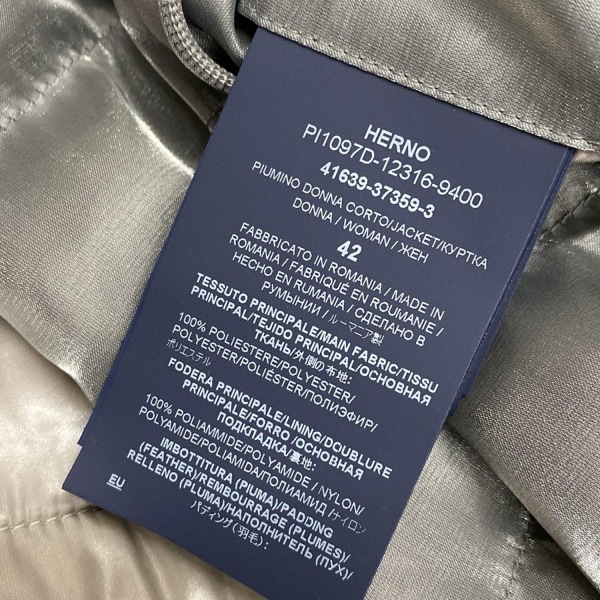 HERNO
PI1097D-12316-9400
41639-37359-3
PIUMINO DONNA CORTO/JACKET/КУРТКА
DONNA / WOMAN / ЖЕН
42
FABBRICATO IN ROMANIA / MADE IN
ROMANIA / FABRIQUÉ EN ROUMANIE/
HECHO EN RUMANIA / СДЕЛАНО В
РУМЫНИИ / ルーマニア製
TESSUTO PRINCIPALE/MAIN FABRIC/TISSU
PRINCIPAL/TEJIDO PRINCIPAL/ОСНОВНАЯ
ТКАНЬ/外側の布地:
100% POLIESTERE/POLYESTER/
POLYESTER/POLIÉSTER/ПОЛИЭФИР/
ポリエステル
FODERA PRINCIPALE/LINING/DOUBLURE
PRINCIPALE/FORRO /ОСНОВНАЯ
ПОДКЛАДКА/裏地:
100% POLIAMMIDE/POLYAMIDE / NYLON/
POLYAMIDE/POLIAMIDA/ПОЛИАМИД /ナイロン
IMBOTTITURA (PIUMA)/PADDING
(FEATHER)/REMBOURRAGE (PLUMES)/
RELLENO (PLUMA)/НАПОЛНИТЕЛЬ (ПУХ) /
パディング (羽毛) :
EU